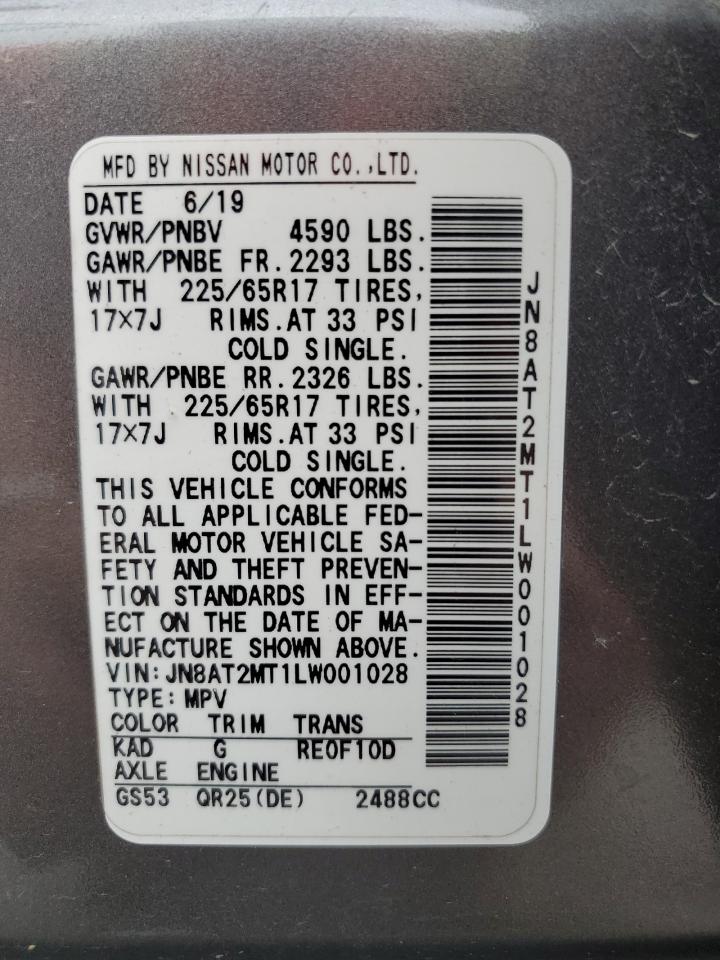 MFD BY NISSAN MOTOR CO.,LTD.
DATE 6/19
GVWR/PNBV 4590 LBS.
GAWR/PNBE FR. 2293 LBS.
WITH 225/65R17 TIRES,
17×7J RIMS. AT 33 PSI
COLD SINGLE.
GAWR/PNBE RR. 2326 LBS.
WITH 225/65R17 TIRES,
17×7J RIMS. AT 33 PSI
COLD SINGLE.
THIS VEHICLE CONFORMS
TO ALL APPLICABLE FED-
ERAL MOTOR VEHICLE SA-
FETY AND THEFT PREVEN-
TION STANDARDS IN EFF-
ECT ON THE DATE OF MA-
NUFACTURE SHOWN ABOVE.
VIN: JN8AT2MT1LW001028
TYPE: MPV
COLOR TRIM TRANS
KAD G RE0F10D
AXLE ENGINE
GS53 QR25(DE) 2488CC
JN8AT2MT1LW001028